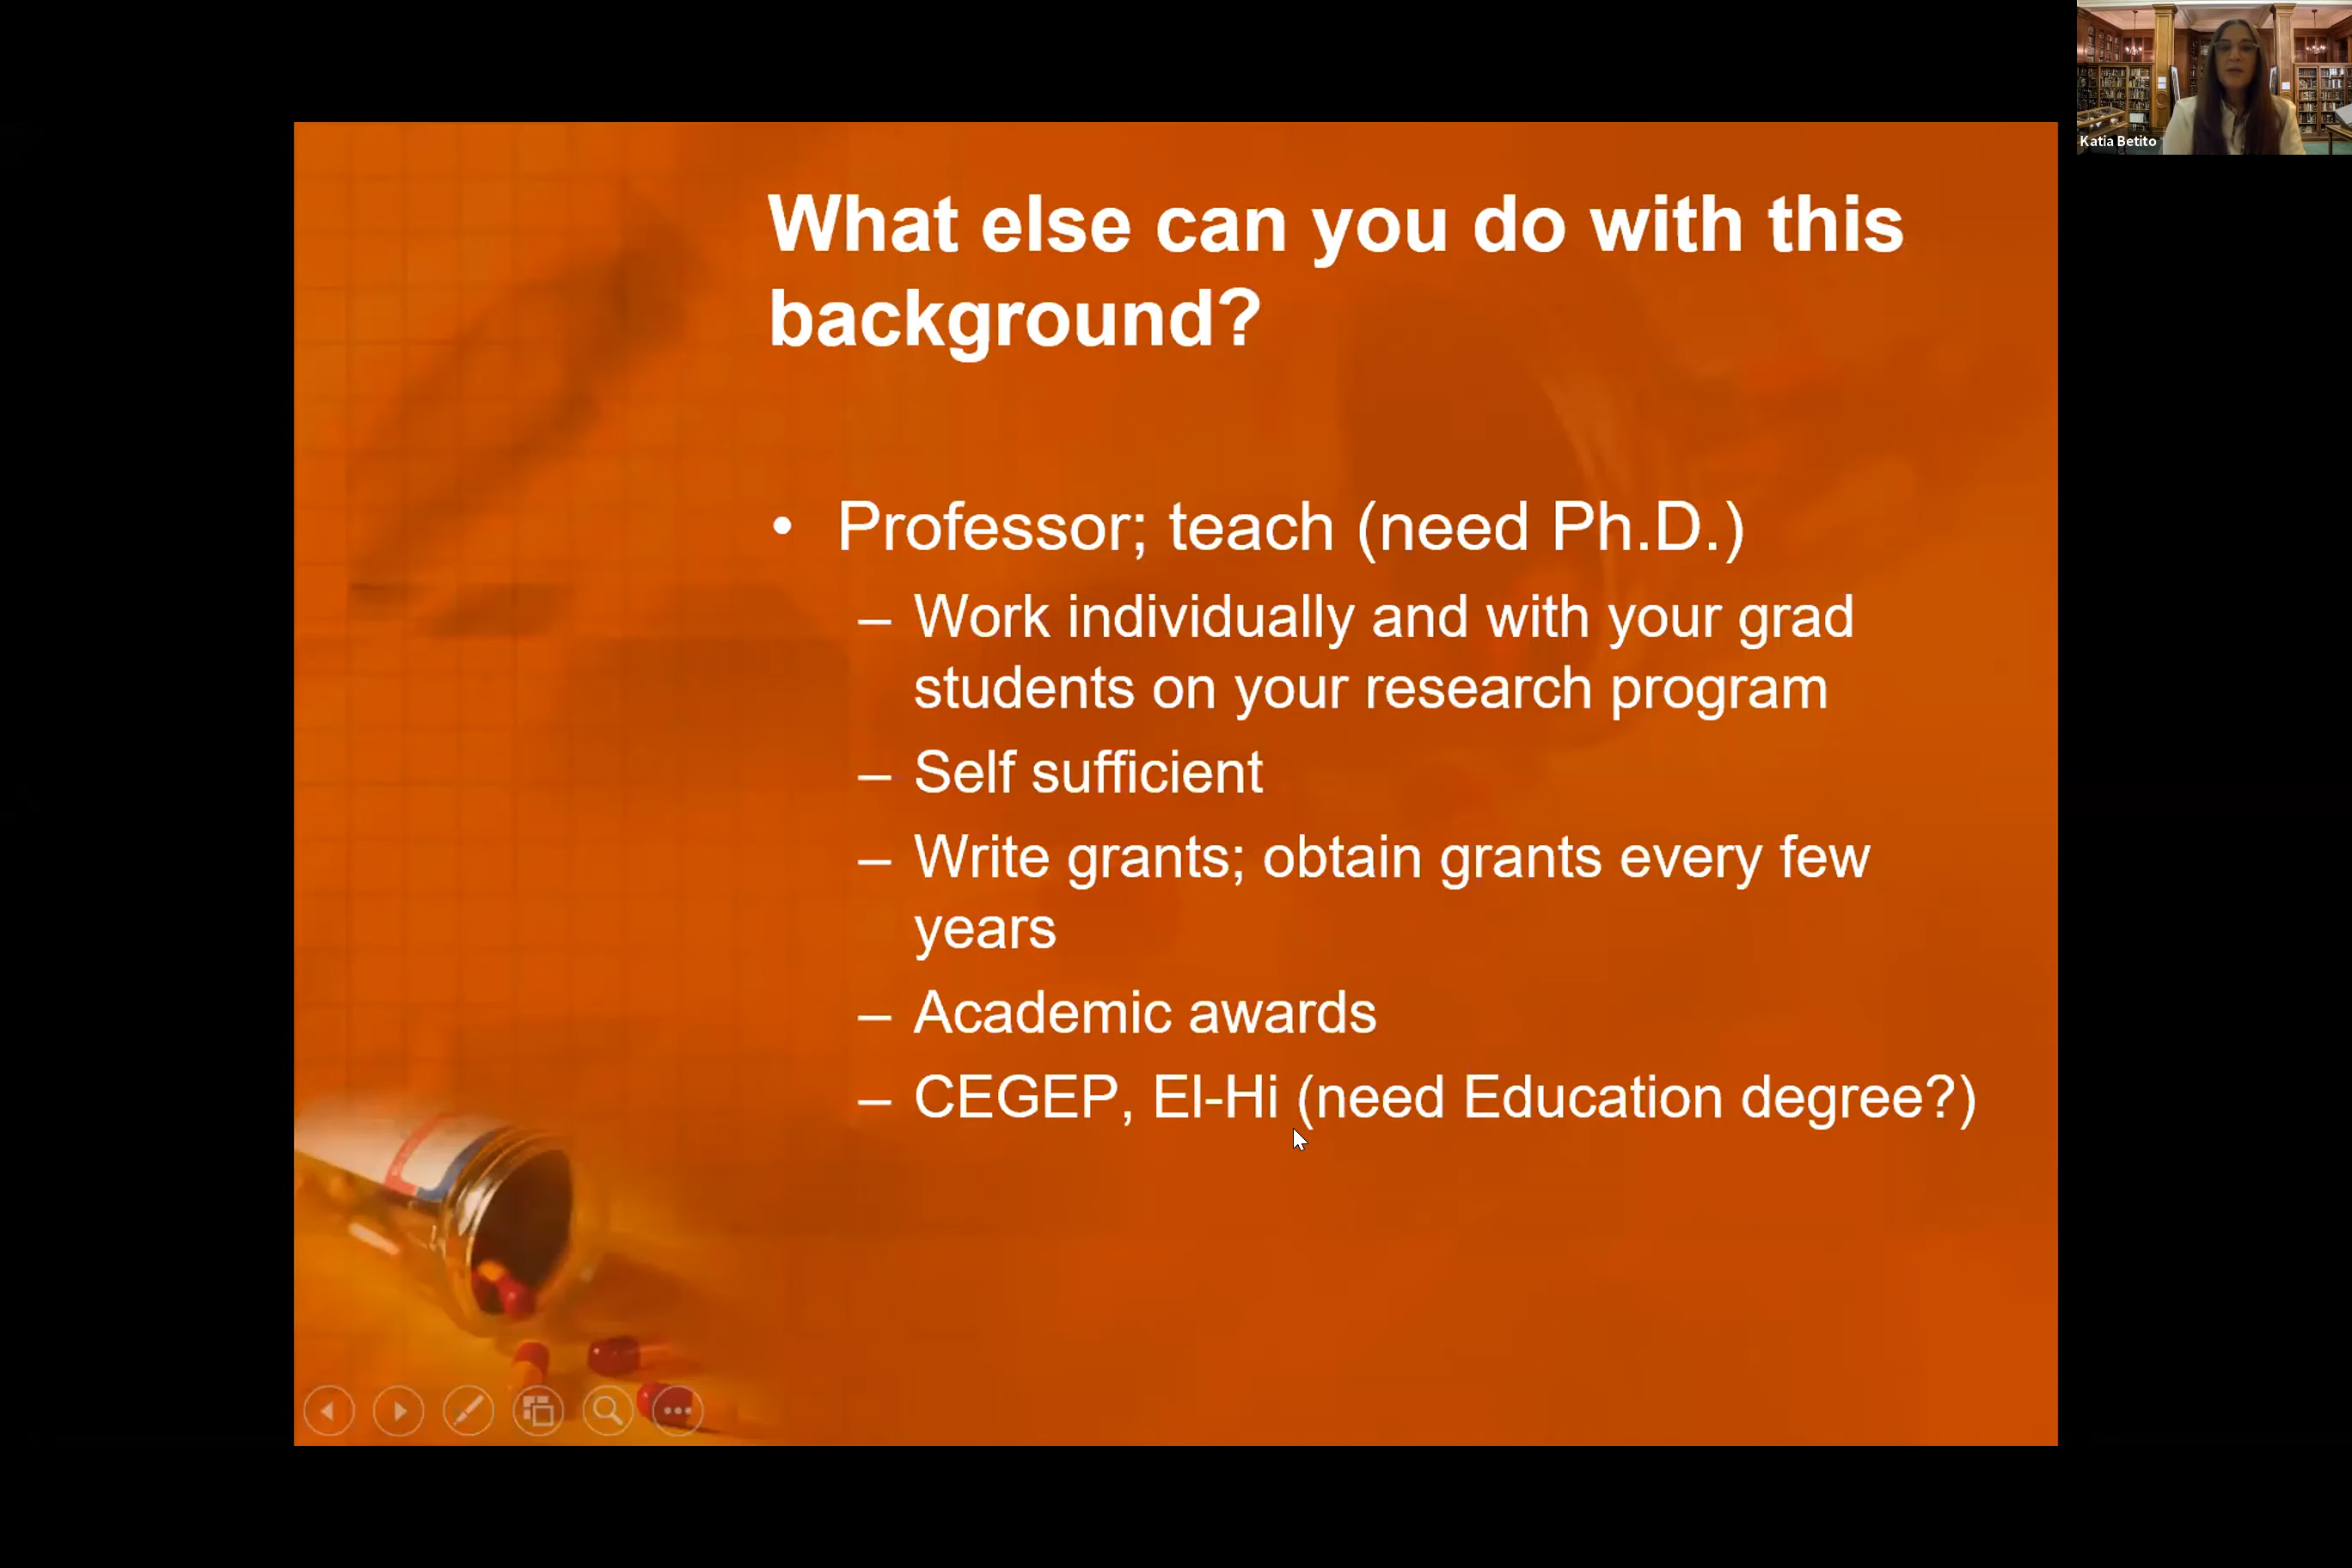 Katia Betito
What else can you do with this
background?
• Professor; teach (need Ph.D.)
– Work individually and with your grad
students on your research program
– Self sufficient
– Write grants; obtain grants every few
years
– Academic awards
– CEGEP, El-Hi (need Education degree?)